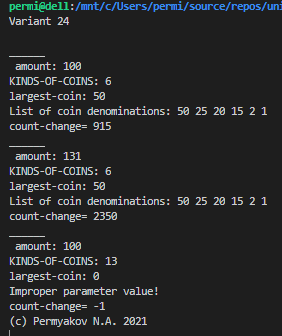 permi@dell:/mnt/c/Users/permi/source/repos/uni
Variant 24
______
 amount: 100
KINDS-OF-COINS: 6
largest-coin: 50
List of coin denominations: 50 25 20 15 2 1
count-change= 915
______
 amount: 131
KINDS-OF-COINS: 6
largest-coin: 50
List of coin denominations: 50 25 20 15 2 1
count-change= 2350
______
 amount: 100
KINDS-OF-COINS: 13
largest-coin: 0
Improper parameter value!
count-change= -1
(c) Permyakov N.A. 2021